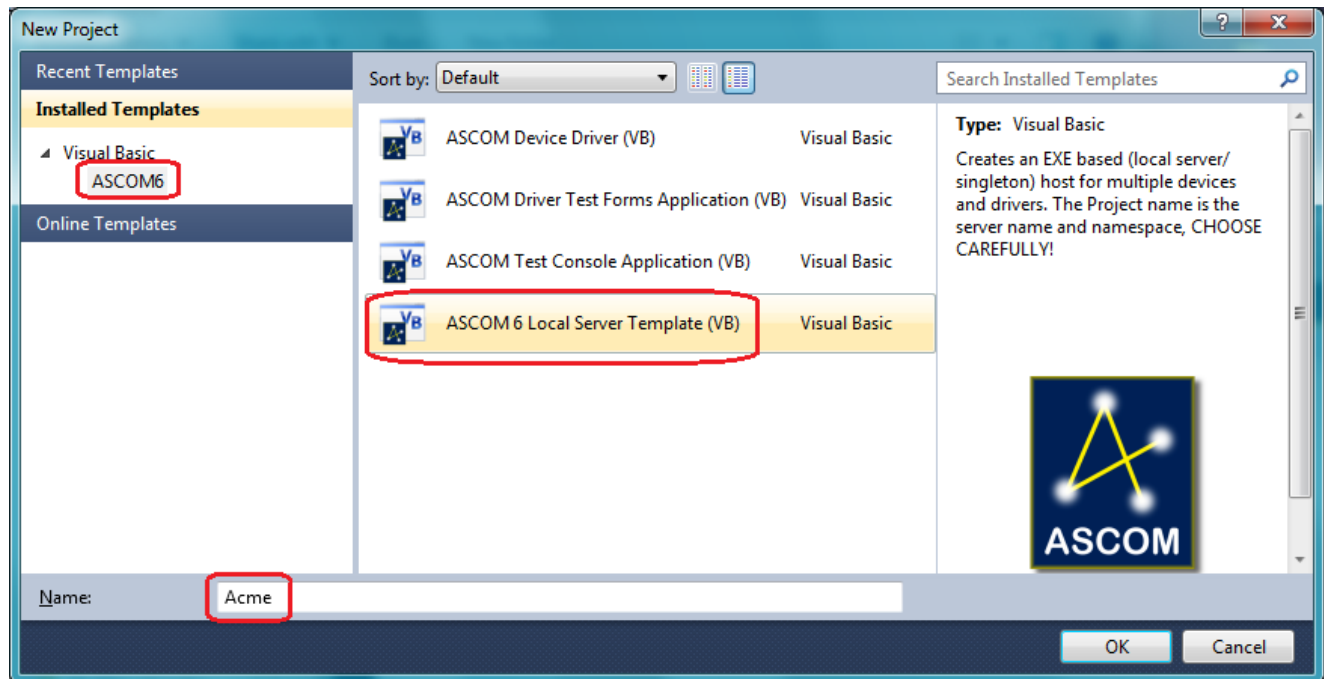 New Project
Recent Templates
Installed Templates
Visual Basic
ASCOM6
Online Templates
Sort by: Default
Search Installed Templates
ASCOM Device Driver (VB) Visual Basic
ASCOM Driver Test Forms Application (VB) Visual Basic
ASCOM Test Console Application (VB) Visual Basic
ASCOM 6 Local Server Template (VB) Visual Basic
Type: Visual Basic
Creates an EXE based (local server/
singleton) host for multiple devices
and drivers. The Project name is the
server name and namespace, CHOOSE
CAREFULLY!
ASCOM
Name: Acme
OK Cancel